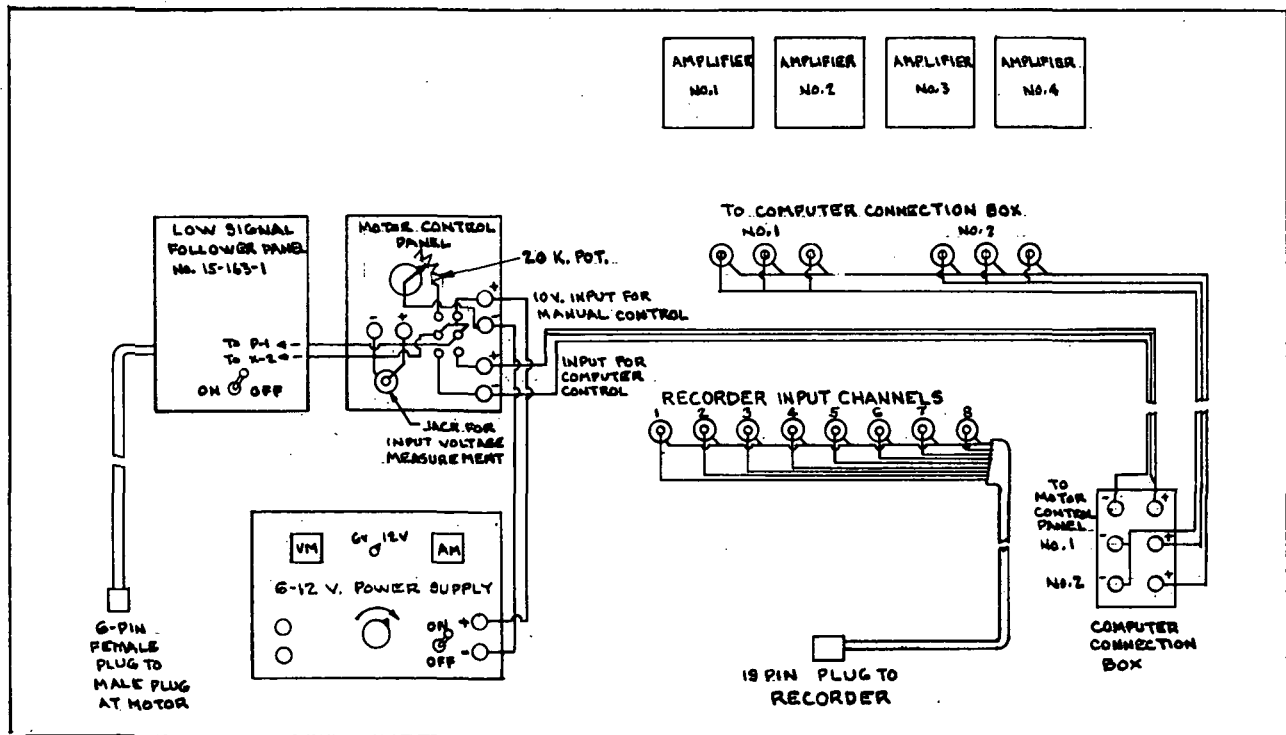 AMPLIFIER
NO.1
AMPLIFIER
NO.2
AMPLIFIER
NO.3
AMPLIFIER
NO.4
TO COMPUTER CONNECTION BOX
NO.1
NO.2
LOW SIGNAL
FOLLOWER PANEL
No. 15-163-1
TO P-1
TO X-2
ON OFF
MOTOR CONTROL
PANEL
20 K. POT.
- +
+
-
+
-
10V. INPUT FOR
MANUAL CONTROL
INPUT FOR
COMPUTER
CONTROL
JACK FOR
INPUT VOLTAGE
MEASUREMENT
RECORDER INPUT CHANNELS
1 2 3 4 5 6 7 8
VM
6V 12V
AM
6-12 V. POWER SUPPLY
ON
OFF
+
-
6-PIN
FEMALE
PLUG TO
MALE PLUG
AT MOTOR
19 PIN PLUG TO
RECORDER
TO
MOTOR
CONTROL
PANEL
- +
NO.1
- +
NO.2
- +
COMPUTER
CONNECTION
BOX